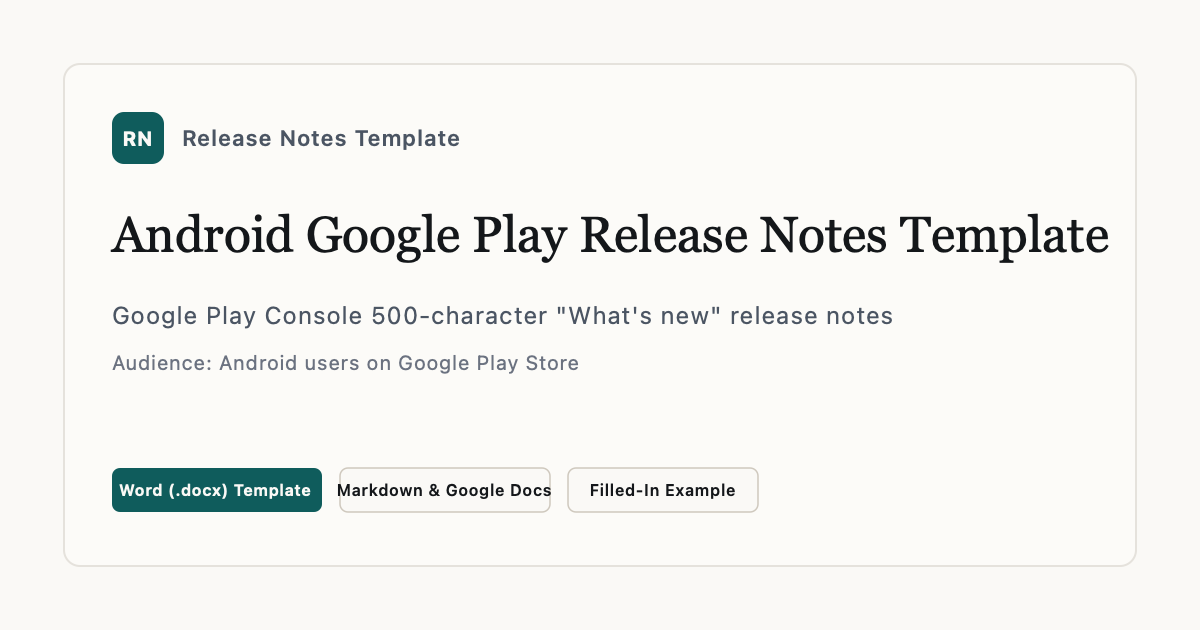 RN
Release Notes Template
Android Google Play Release Notes Template
Google Play Console 500-character "What's new" release notes
Audience: Android users on Google Play Store
Word (.docx) Template
Markdown & Google Docs
Filled-In Example